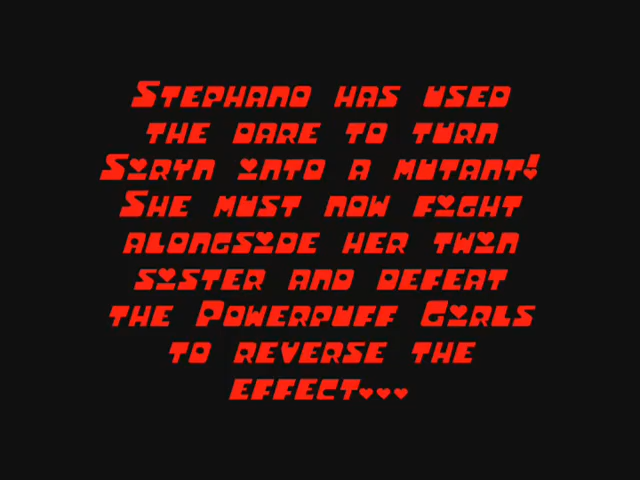 Stephano has used
the dare to turn
Siryn into a mutant!
She must now fight
alongside her twin
sister and defeat
the Powerpuff Girls
to reverse the
effect...